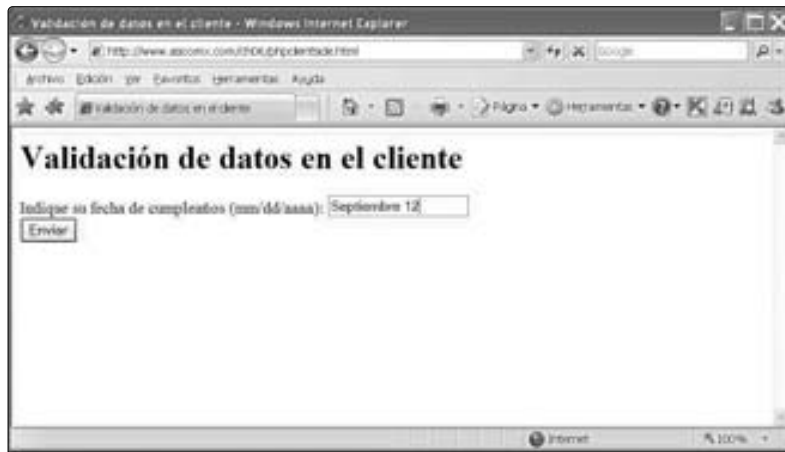 Validación de datos en el cliente - Windows Internet Explorer
Google
Archivo Edición Ver Favoritos Herramientas Ayuda
Validación de datos en el cliente
Página Herramientas
Validación de datos en el cliente
Indique su fecha de cumpleaños (mm/dd/aaaa): Septiembre 12
Enviar
Internet
100%